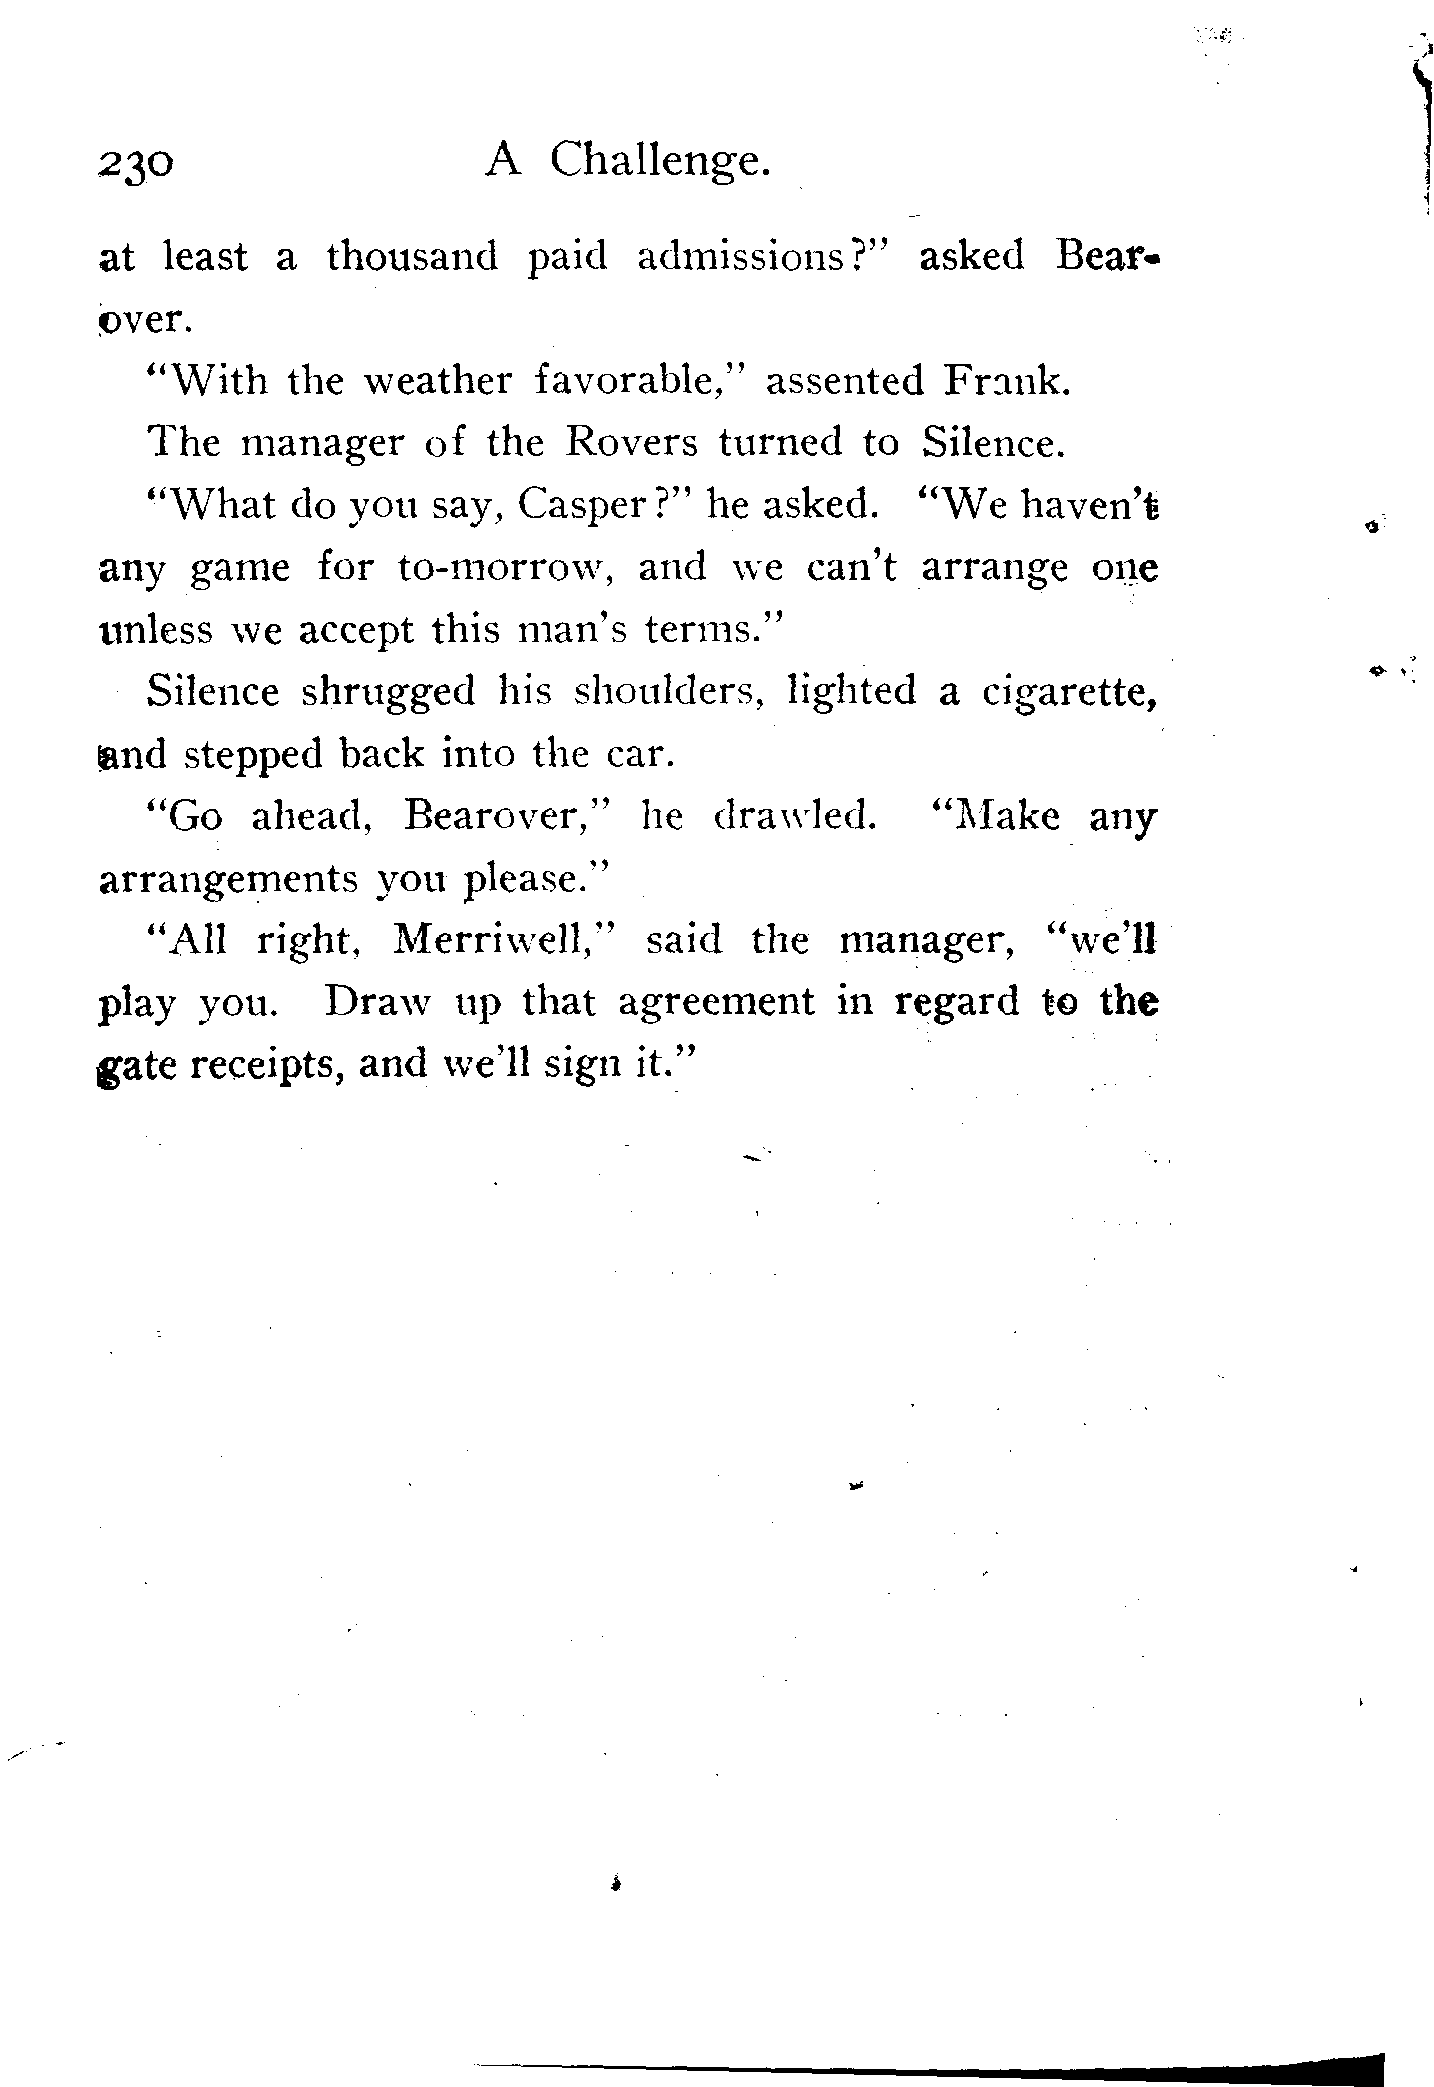 230 A Challenge.
at least a thousand paid admissions?" asked Bear-
over.
"With the weather favorable," assented Frank.
The manager of the Rovers turned to Silence.
"What do you say, Casper?" he asked. "We haven't
any game for to-morrow, and we can't arrange one
unless we accept this man's terms."
Silence shrugged his shoulders, lighted a cigarette,
and stepped back into the car.
"Go ahead, Bearover," he drawled. "Make any
arrangements you please."
"All right, Merriwell," said the manager, "we'll
play you. Draw up that agreement in regard to the
gate receipts, and we'll sign it."